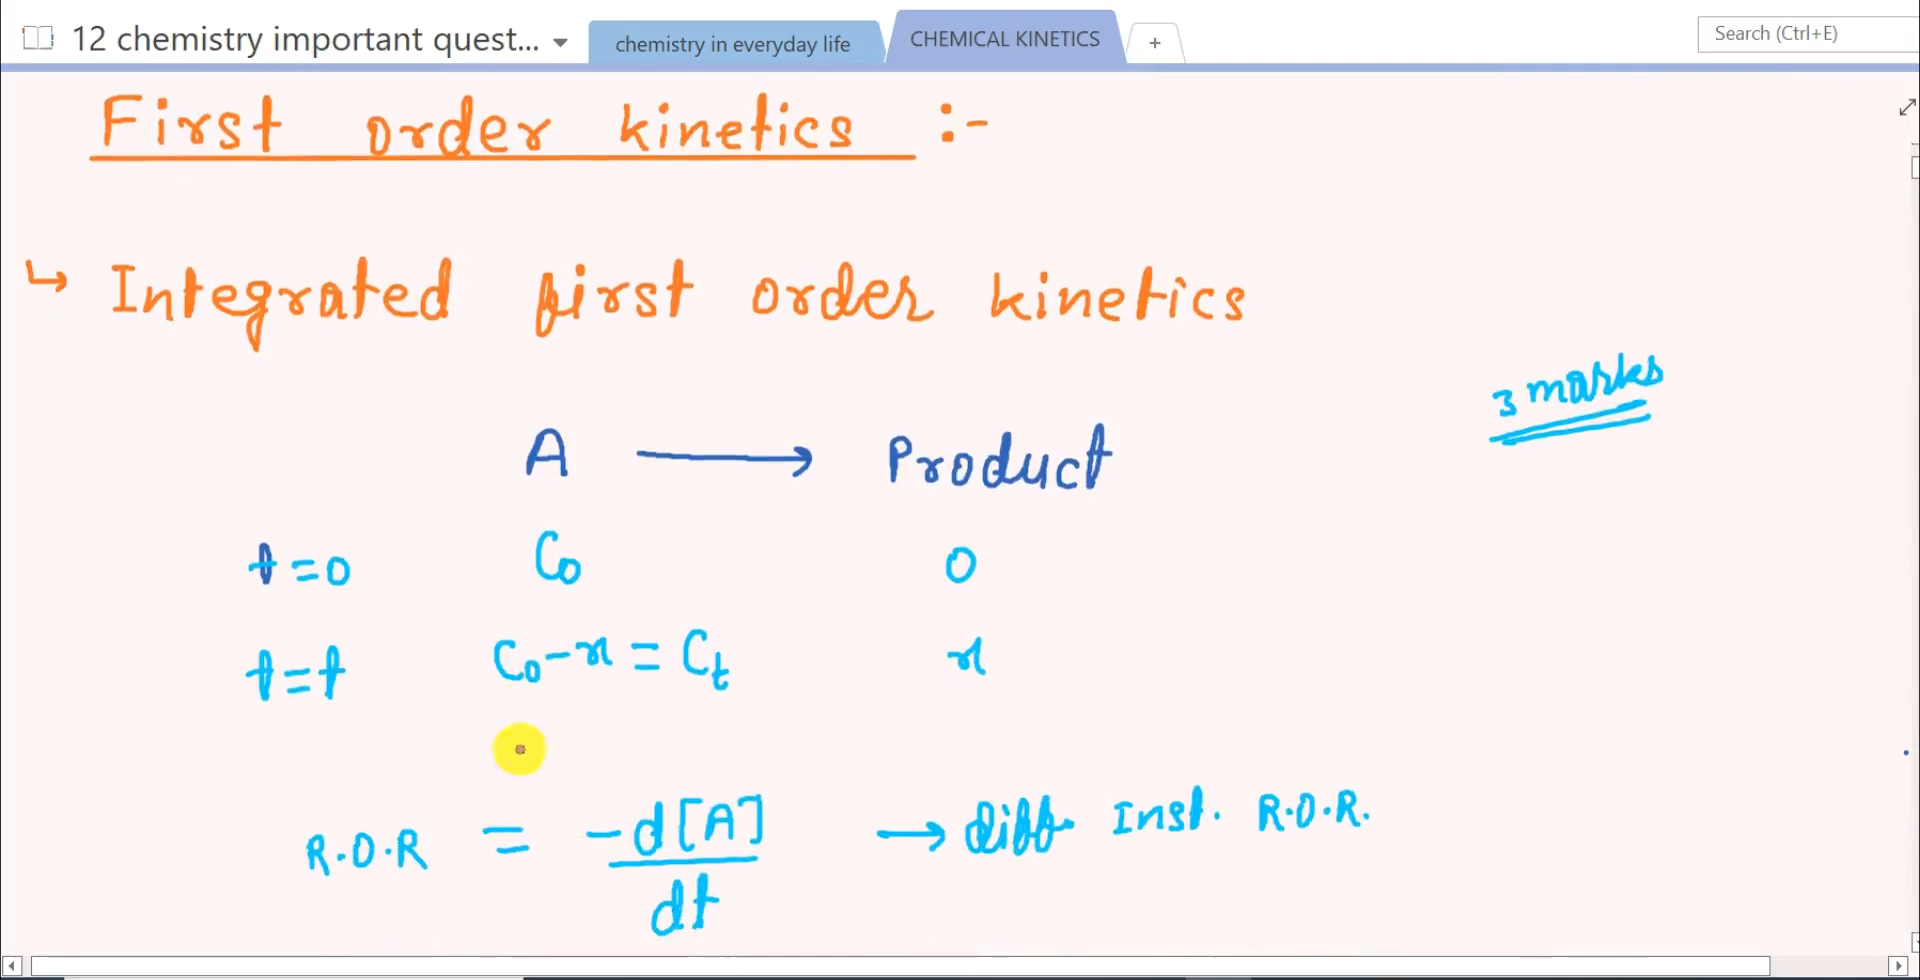 12 chemistry important quest...
chemistry in everyday life
CHEMICAL KINETICS
+
Search (Ctrl+E)
First order kinetics :-
↳ Integrated first order kinetics
3 marks
A ⟶ Product
t=0 C₀ 0
t=t C₀-x = Cₜ x
R.O.R = -d[A]/dt → diff. Inst. R.O.R.